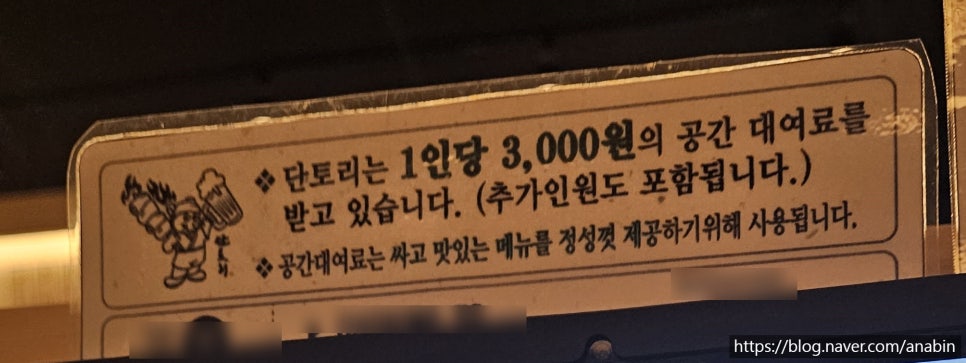 ❖ 단토리는 1인당 3,000원의 공간 대여료를
받고 있습니다. (추가인원도 포함됩니다.)
❖ 공간대여료는 싸고 맛있는 메뉴를 정성껏 제공하기위해 사용됩니다.
https://blog.naver.com/anabin